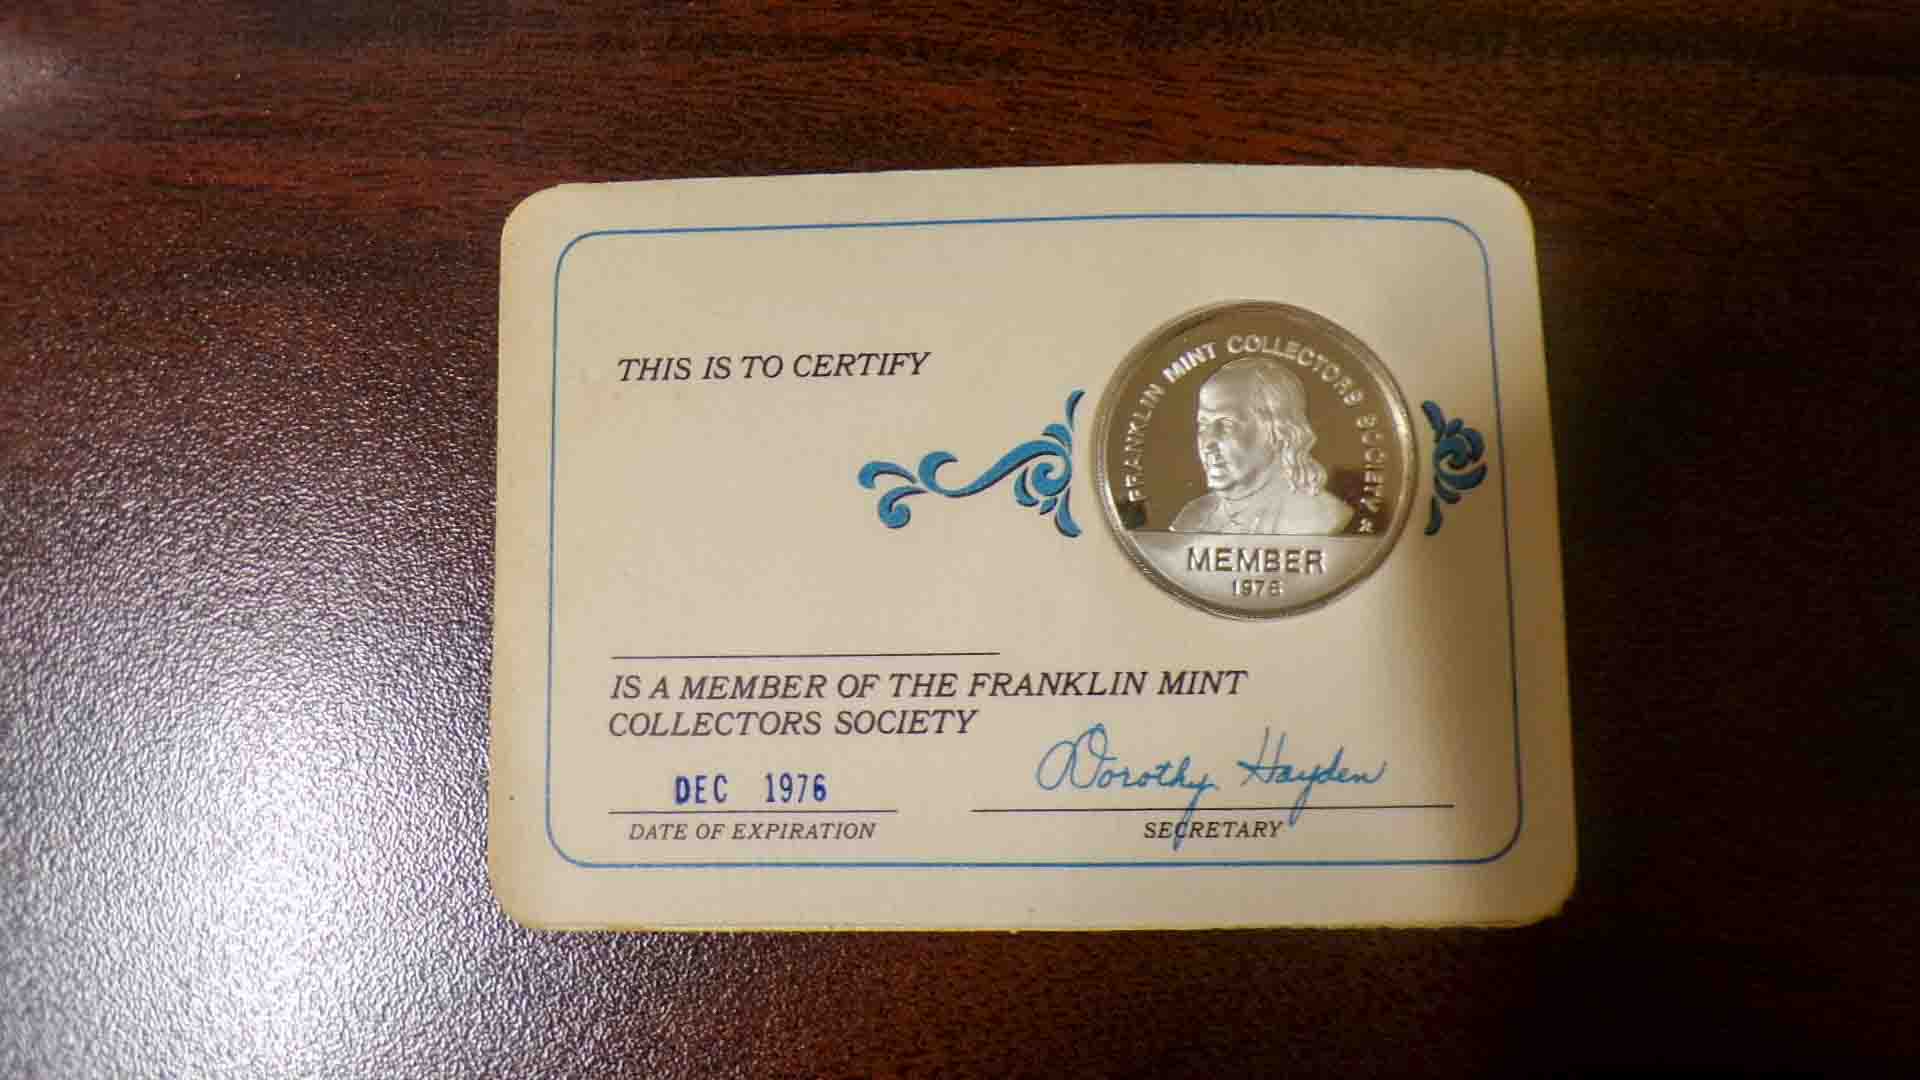 THIS IS TO CERTIFY
FRANKLIN MINT COLLECTORS SOCIETY
MEMBER
1976
IS A MEMBER OF THE FRANKLIN MINT
COLLECTORS SOCIETY
DEC 1976
Dorothy Hayden
DATE OF EXPIRATION
SECRETARY